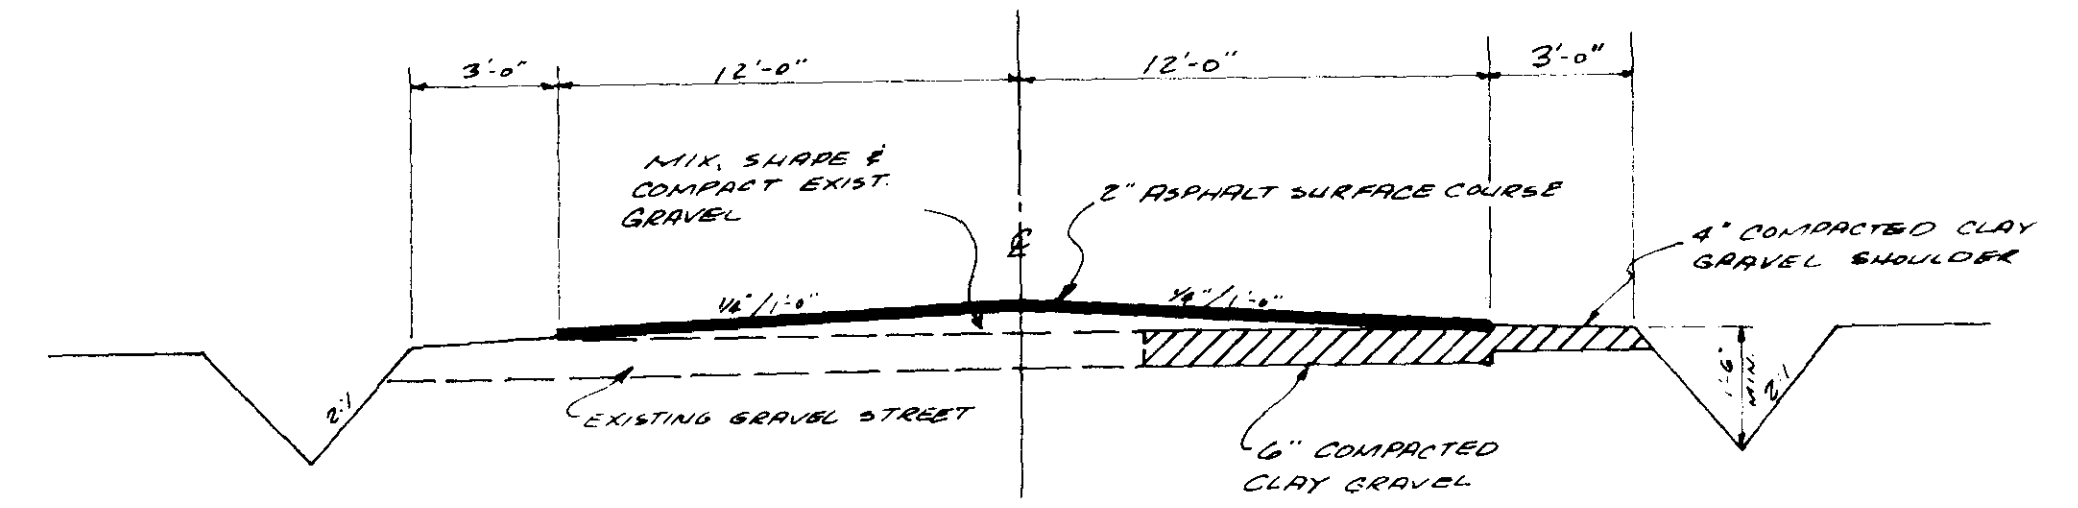 3'-0" 12'-0" 12'-0" 3'-0"
MIX, SHAPE &
COMPACT EXIST.
GRAVEL
2" ASPHALT SURFACE COURSE
℄
4" COMPACTED CLAY
GRAVEL SHOULDER
1/4"/1'-0" 1/4"/1'-0"
2:1
EXISTING GRAVEL STREET
1'-6"
MIN.
2:1
6" COMPACTED
CLAY GRAVEL